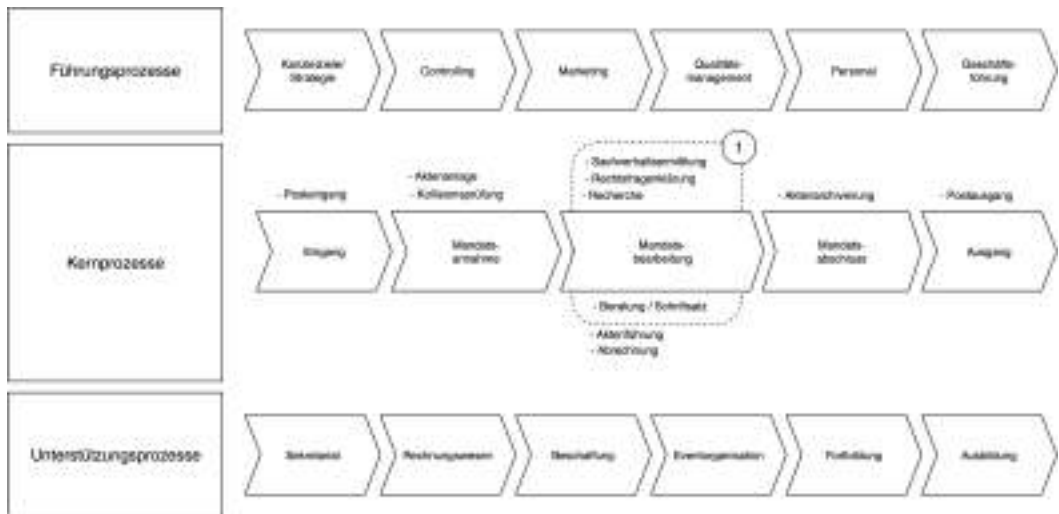 Führungsprozesse
Kanzleiziele/
Strategie
Controlling
Marketing
Qualitäts-
management
Personal
Geschäfts-
führung
1
- Sachverhaltsermittlung
- Rechtsfragenklärung
- Recherche
- Aktenanlage
- Kollisionsprüfung
- Posteingang
- Aktenarchivierung
- Postausgang
Kernprozesse
Eingang
Mandats-
annahme
Mandats-
bearbeitung
Mandats-
abschluss
Ausgang
- Beratung / Schriftsatz
- Aktenführung
- Abrechnung
Unterstützungsprozesse
Sekretariat
Rechnungswesen
Beschaffung
Eventorganisation
Fortbildung
Ausbildung